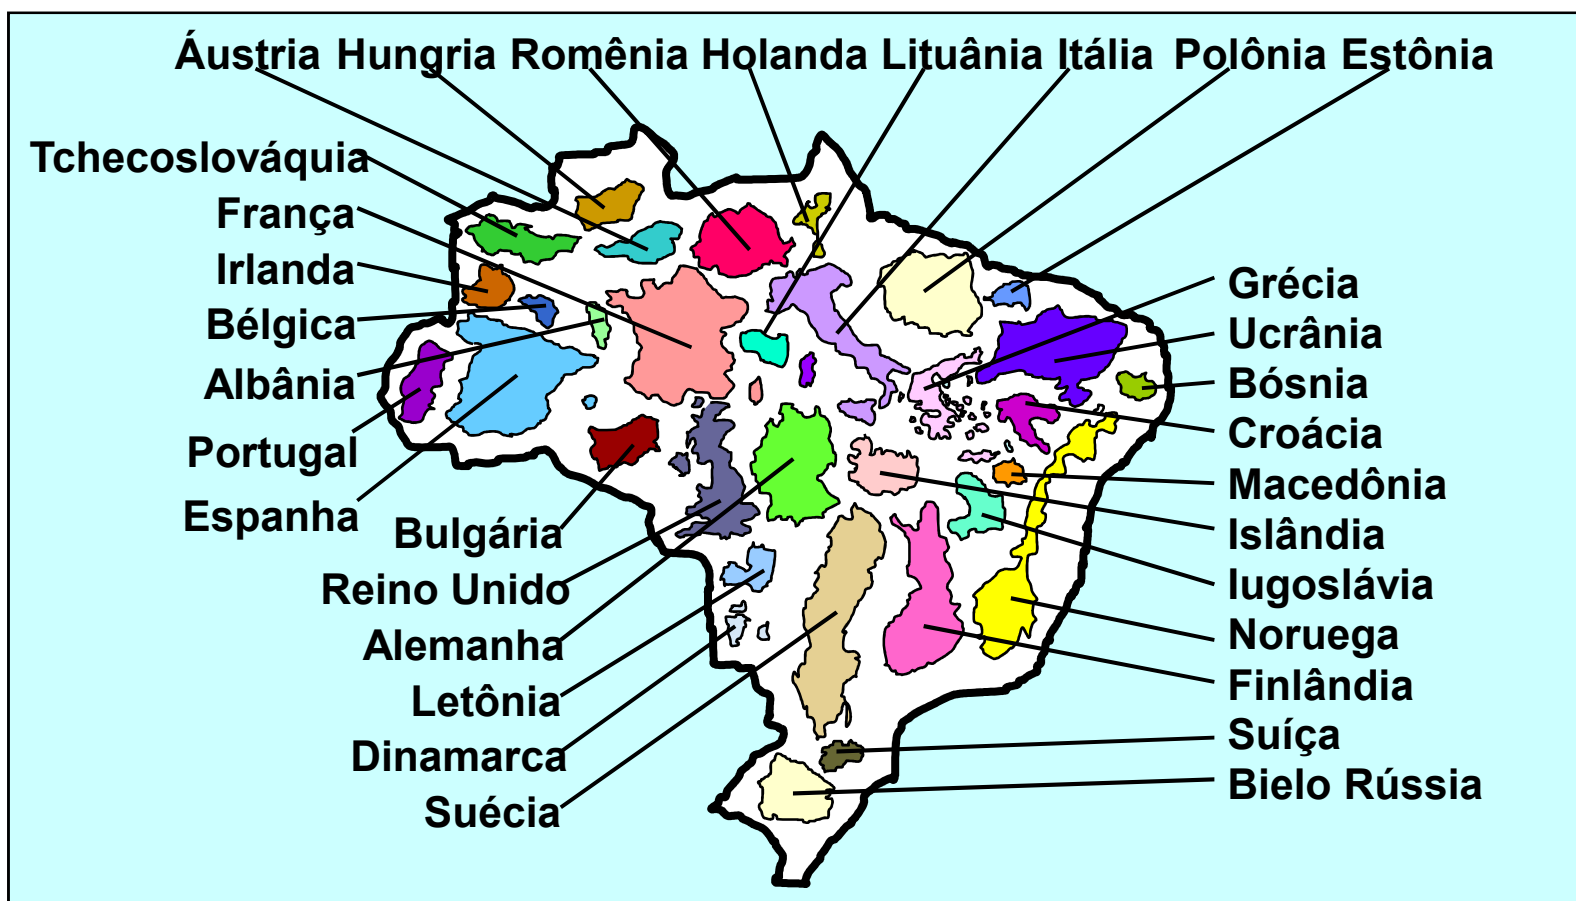 Áustria Hungria Romênia Holanda Lituânia Itália Polônia Estônia
Tchecoslováquia
França
Irlanda
Bélgica
Albânia
Portugal
Espanha
Bulgária
Reino Unido
Alemanha
Letônia
Dinamarca
Suécia
Grécia
Ucrânia
Bósnia
Croácia
Macedônia
Islândia
Iugoslávia
Noruega
Finlândia
Suíça
Bielo Rússia